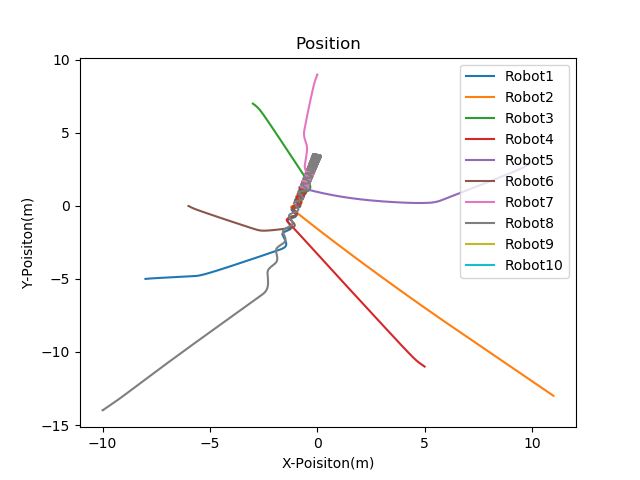 Position
10
5
0
−5
−10
−15
Y-Poisiton(m)
−10
−5
0
5
10
X-Poisiton(m)
Robot1
Robot2
Robot3
Robot4
Robot5
Robot6
Robot7
Robot8
Robot9
Robot10